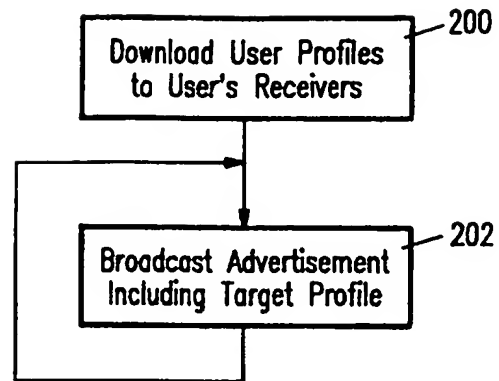 200
Download User Profiles
to User's Receivers
202
Broadcast Advertisement
Including Target Profile